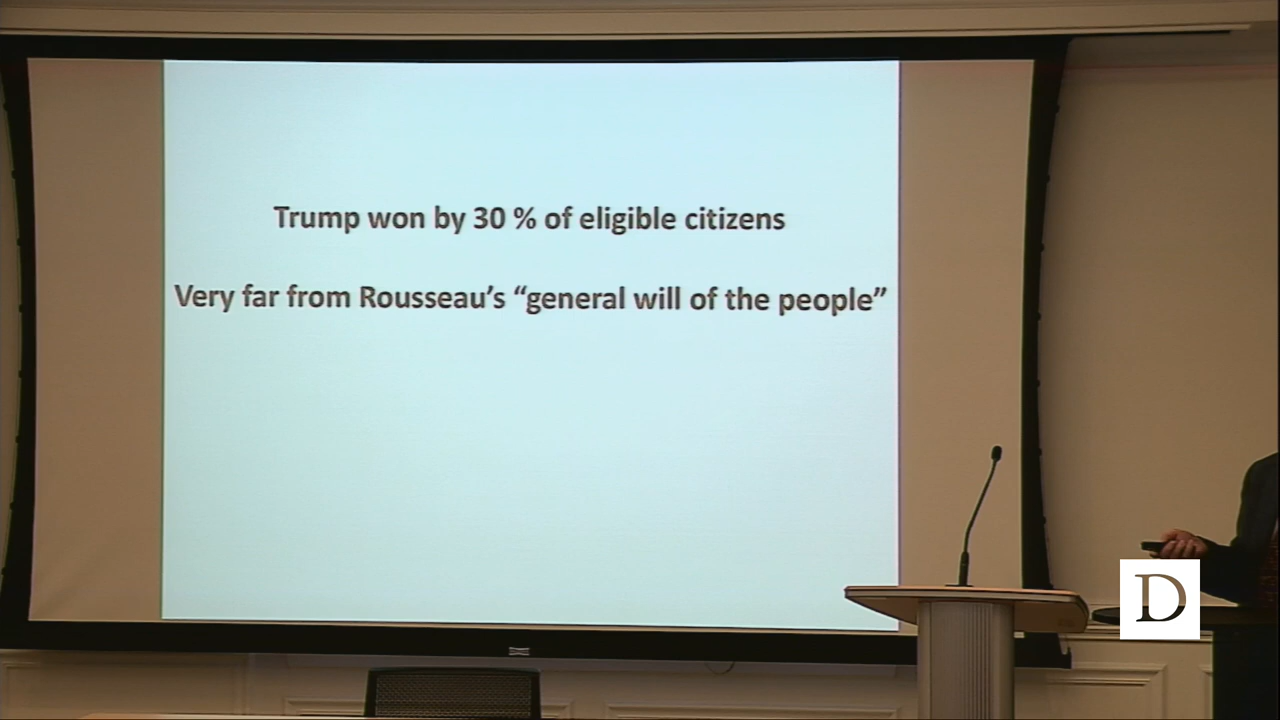 Trump won by 30 % of eligible citizens
Very far from Rousseau’s “general will of the people”
D